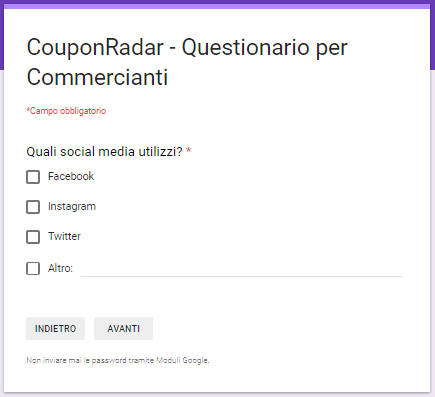 CouponRadar - Questionario per
Commercianti
*Campo obbligatorio
Quali social media utilizzi? *
Facebook
Instagram
Twitter
Altro:
INDIETRO
AVANTI
Non inviare mai le password tramite Moduli Google.